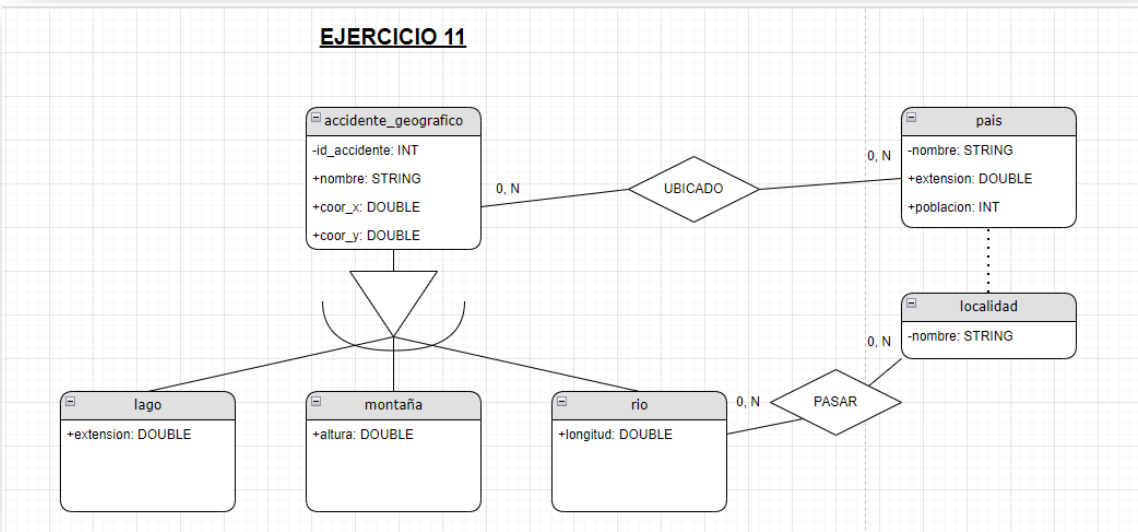 EJERCICIO 11
accidente_geografico
-id_accidente: INT
+nombre: STRING
+coor_x: DOUBLE
+coor_y: DOUBLE
0, N
UBICADO
0, N
pais
-nombre: STRING
+extension: DOUBLE
+poblacion: INT
localidad
-nombre: STRING
0, N
PASAR
0, N
lago
+extension: DOUBLE
montaña
+altura: DOUBLE
rio
+longitud: DOUBLE